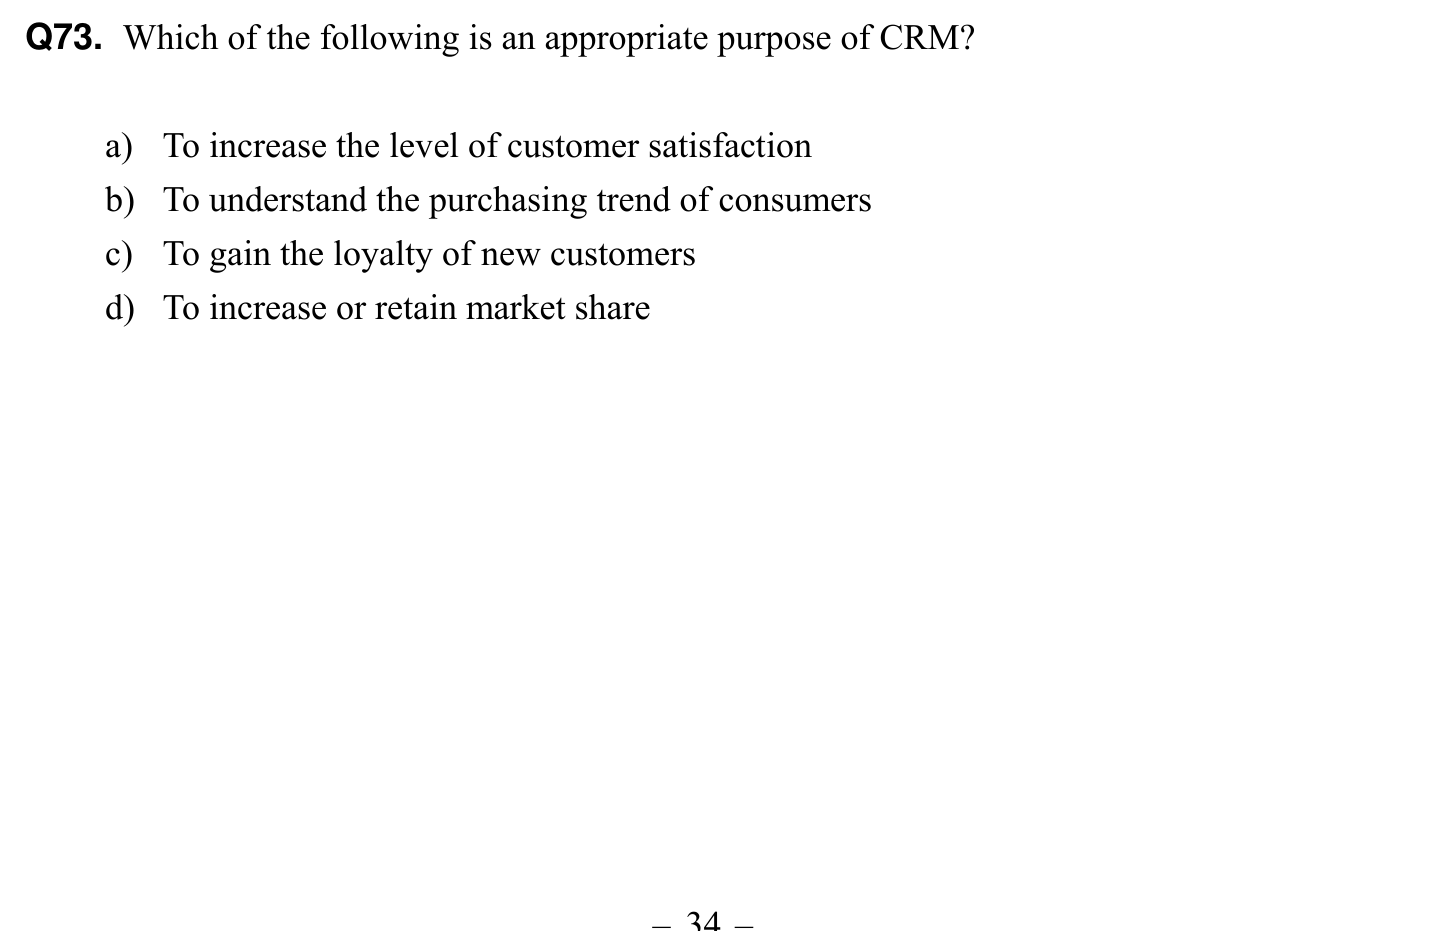 Q73. Which of the following is an appropriate purpose of CRM?
a) To increase the level of customer satisfaction
b) To understand the purchasing trend of consumers
c) To gain the loyalty of new customers
d) To increase or retain market share
– 34 –